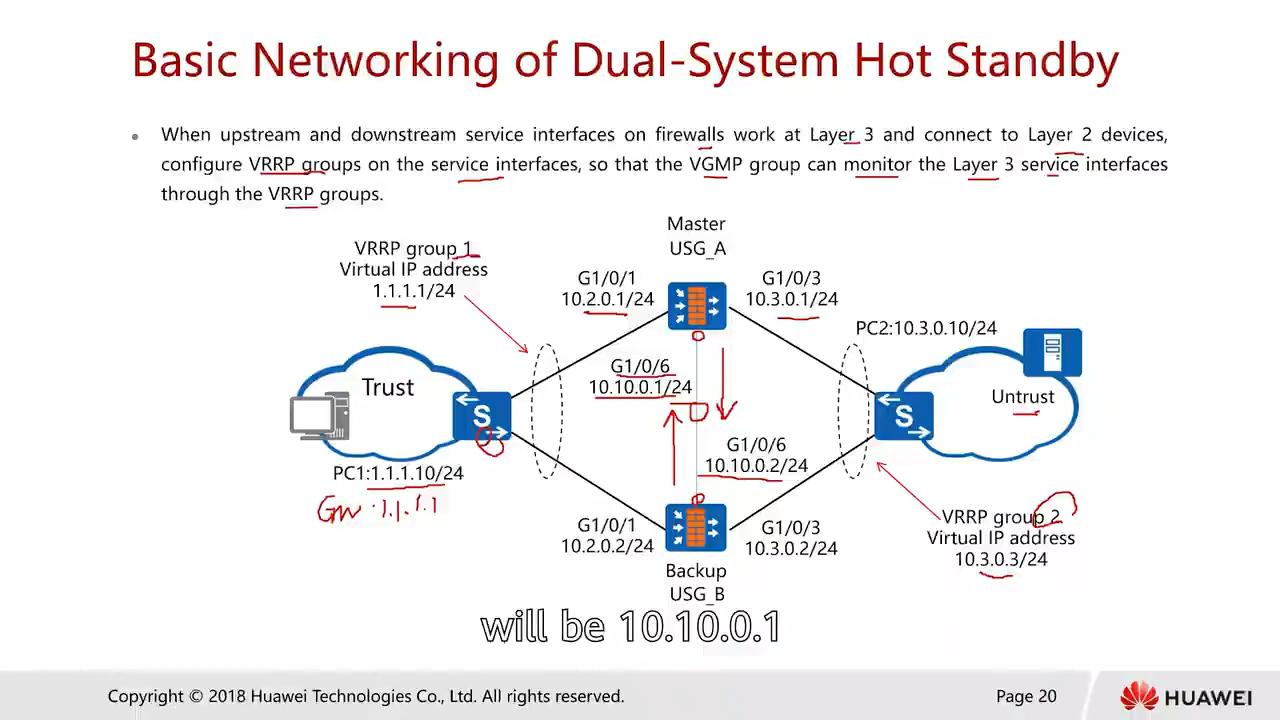 Basic Networking of Dual-System Hot Standby
When upstream and downstream service interfaces on firewalls work at Layer 3 and connect to Layer 2 devices,
configure VRRP groups on the service interfaces, so that the VGMP group can monitor the Layer 3 service interfaces
through the VRRP groups.
Master
USG_A
VRRP group 1
Virtual IP address
1.1.1.1/24
G1/0/1
10.2.0.1/24
G1/0/3
10.3.0.1/24
PC2:10.3.0.10/24
Trust
S
G1/0/6
10.10.0.1/24
S
Untrust
G1/0/6
10.10.0.2/24
PC1:1.1.1.10/24
Gw:1.1.1.1
G1/0/1
10.2.0.2/24
G1/0/3
10.3.0.2/24
VRRP group 2
Virtual IP address
10.3.0.3/24
Backup
USG_B
will be 10.10.0.1
Copyright © 2018 Huawei Technologies Co., Ltd. All rights reserved.
Page 20
HUAWEI